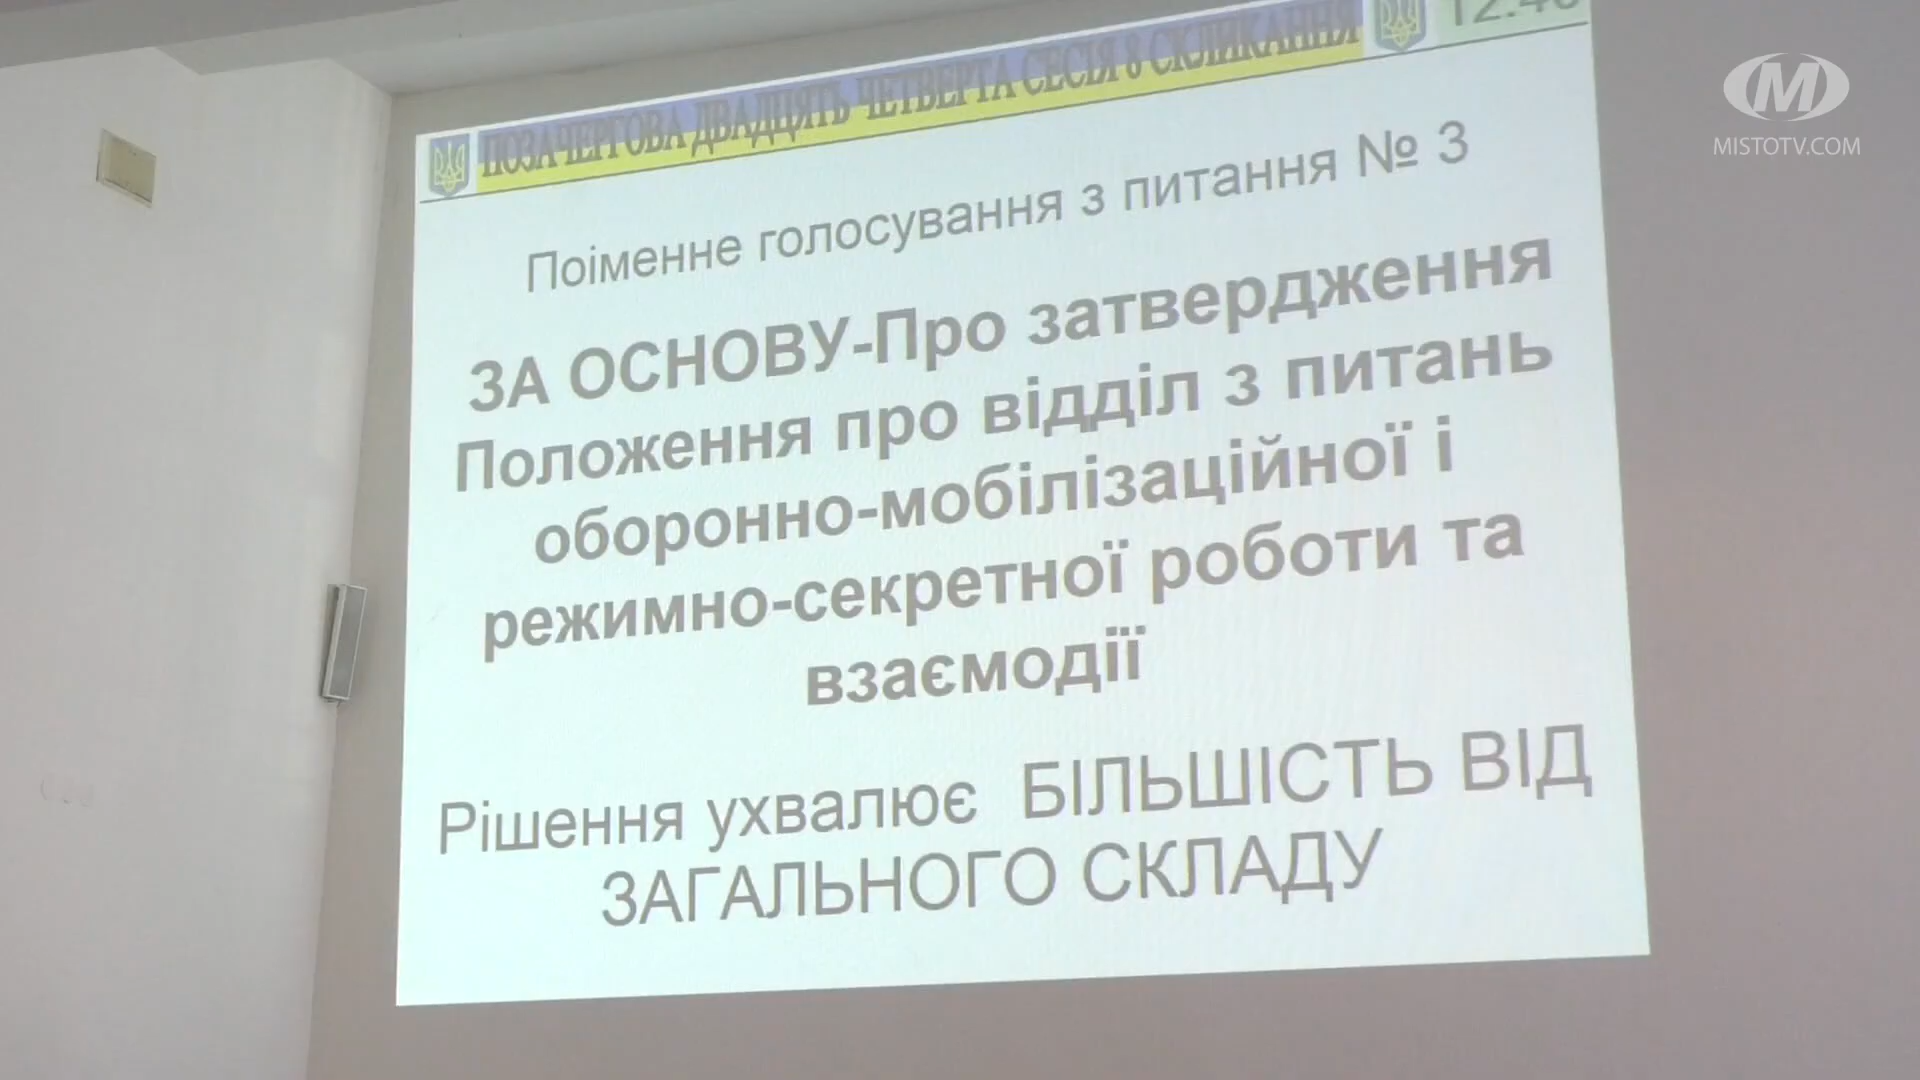 ПОЗАЧЕРГОВА ДВАДЦЯТЬ ЧЕТВЕРТА СЕСІЯ 8 СКЛИКАННЯ
M
MISTOTV.COM
Поіменне голосування з питання № 3
ЗА ОСНОВУ-Про затвердження
Положення про відділ з питань
оборонно-мобілізаційної і
режимно-секретної роботи та
взаємодії
Рішення ухвалює БІЛЬШІСТЬ ВІД
ЗАГАЛЬНОГО СКЛАДУ